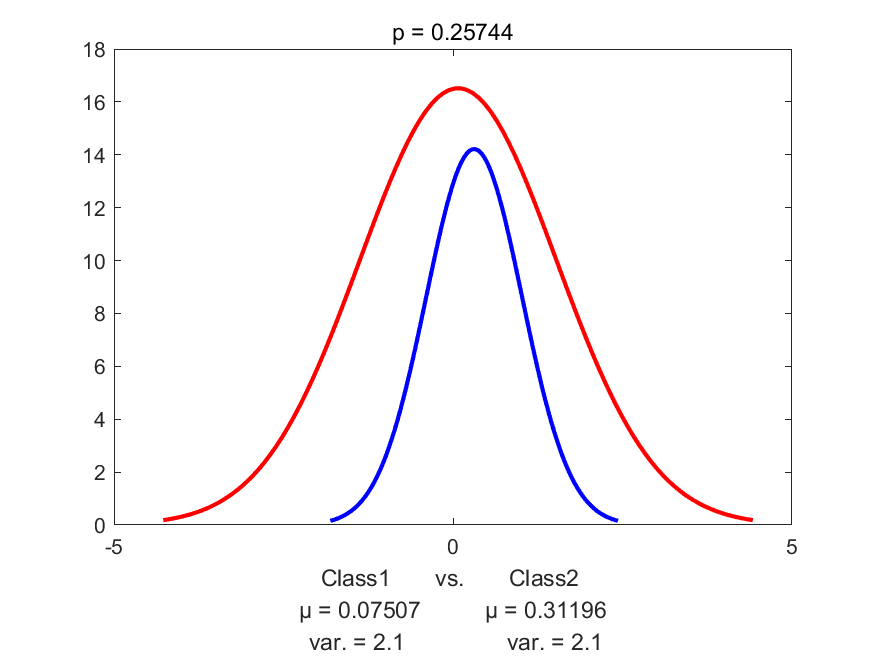 p = 0.25744
18
16
14
12
10
8
6
4
2
0
-5 0 5
Class1 vs. Class2
μ = 0.07507 μ = 0.31196
var. = 2.1 var. = 2.1